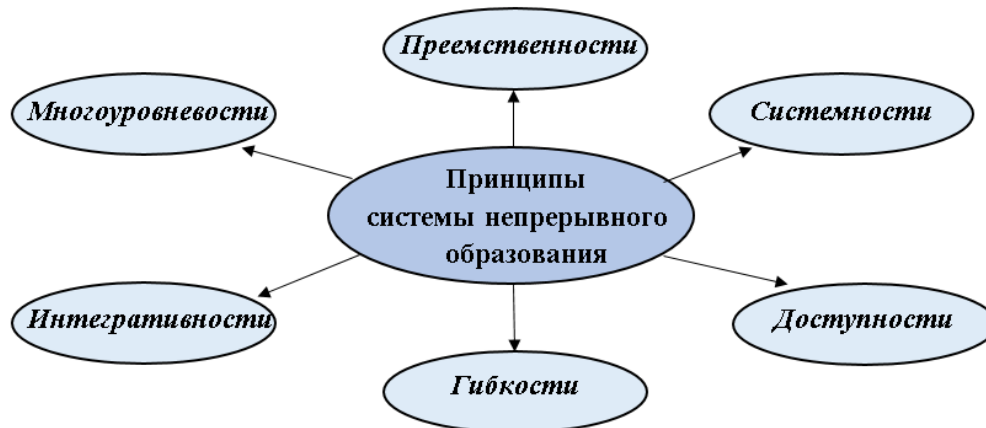 Преемственности
Многоуровневости
Системности
Принципы
системы непрерывного
образования
Интегративности
Доступности
Гибкости